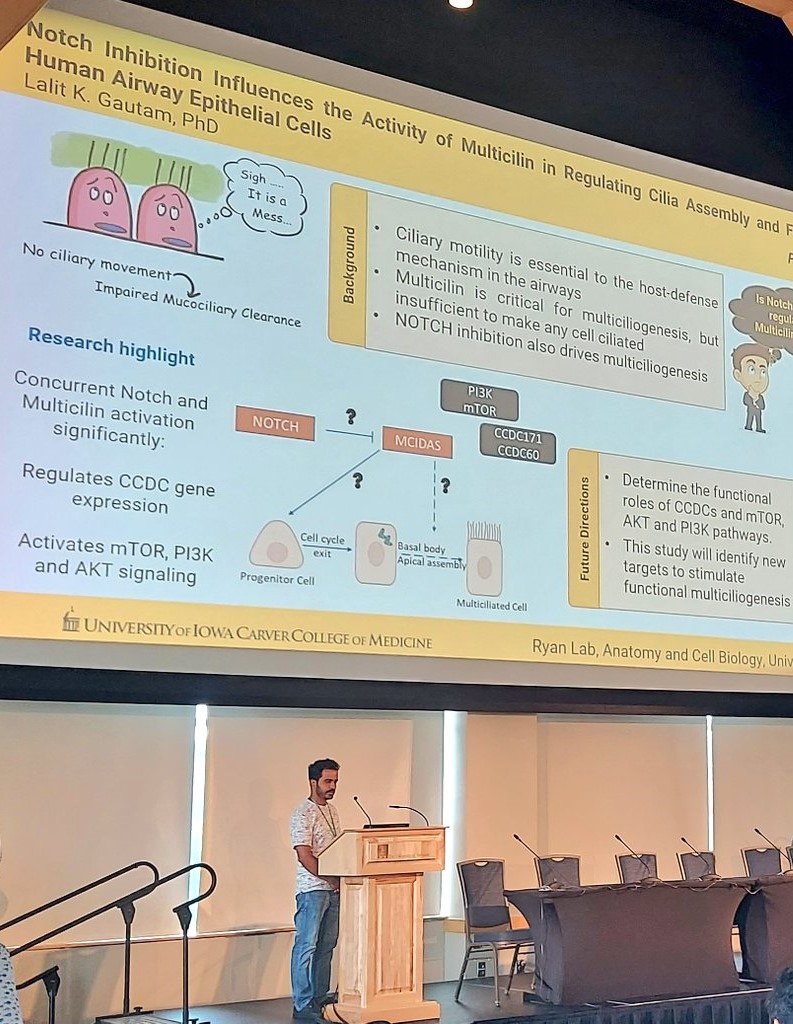 Notch Inhibition Influences the Activity of Multicilin in Regulating Cilia Assembly and
Human Airway Epithelial Cells
Lalit K. Gautam, PhD
Sigh .....
It is a
Mess...
No ciliary movement
Impaired Mucociliary Clearance
Background
• Ciliary motility is essential to the host-defense
mechanism in the airways
• Multicilin is critical for multiciliogenesis, but
insufficient to make any cell ciliated
• NOTCH inhibition also drives multiciliogenesis
Is Notch
Research highlight
Concurrent Notch and
Multicilin activation
significantly:
Regulates CCDC gene
expression
Activates mTOR, PI3K
and AKT signaling
NOTCH
?
MCIDAS
PI3K
mTOR
CCDC171
CCDC60
?
?
Cell cycle
exit
Basal body
Apical assembly
Progenitor Cell
Multiciliated Cell
Future Directions
• Determine the functional
roles of CCDCs and mTOR,
AKT and PI3K pathways.
• This study will identify new
targets to stimulate
functional multiciliogenesis
UNIVERSITY OF IOWA CARVER COLLEGE OF MEDICINE
Ryan Lab, Anatomy and Cell Biology,